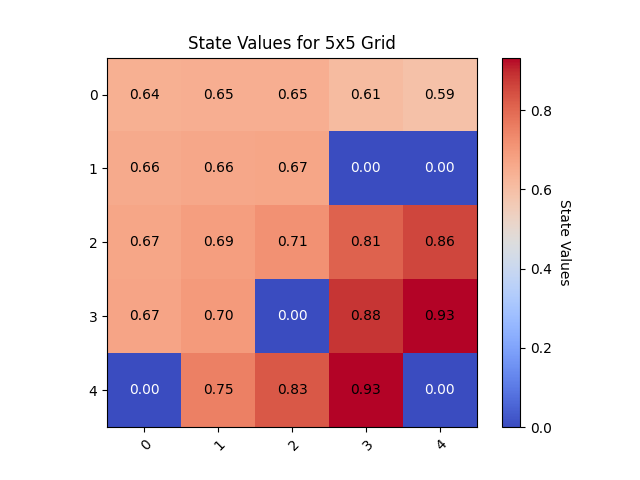 State Values for 5x5 Grid
0 0.64 0.65 0.65 0.61 0.59
1 0.66 0.66 0.67 0.00 0.00
2 0.67 0.69 0.71 0.81 0.86
3 0.67 0.70 0.00 0.88 0.93
4 0.00 0.75 0.83 0.93 0.00
0 1 2 3 4
0.8
0.6
0.4
0.2
0.0
State Values